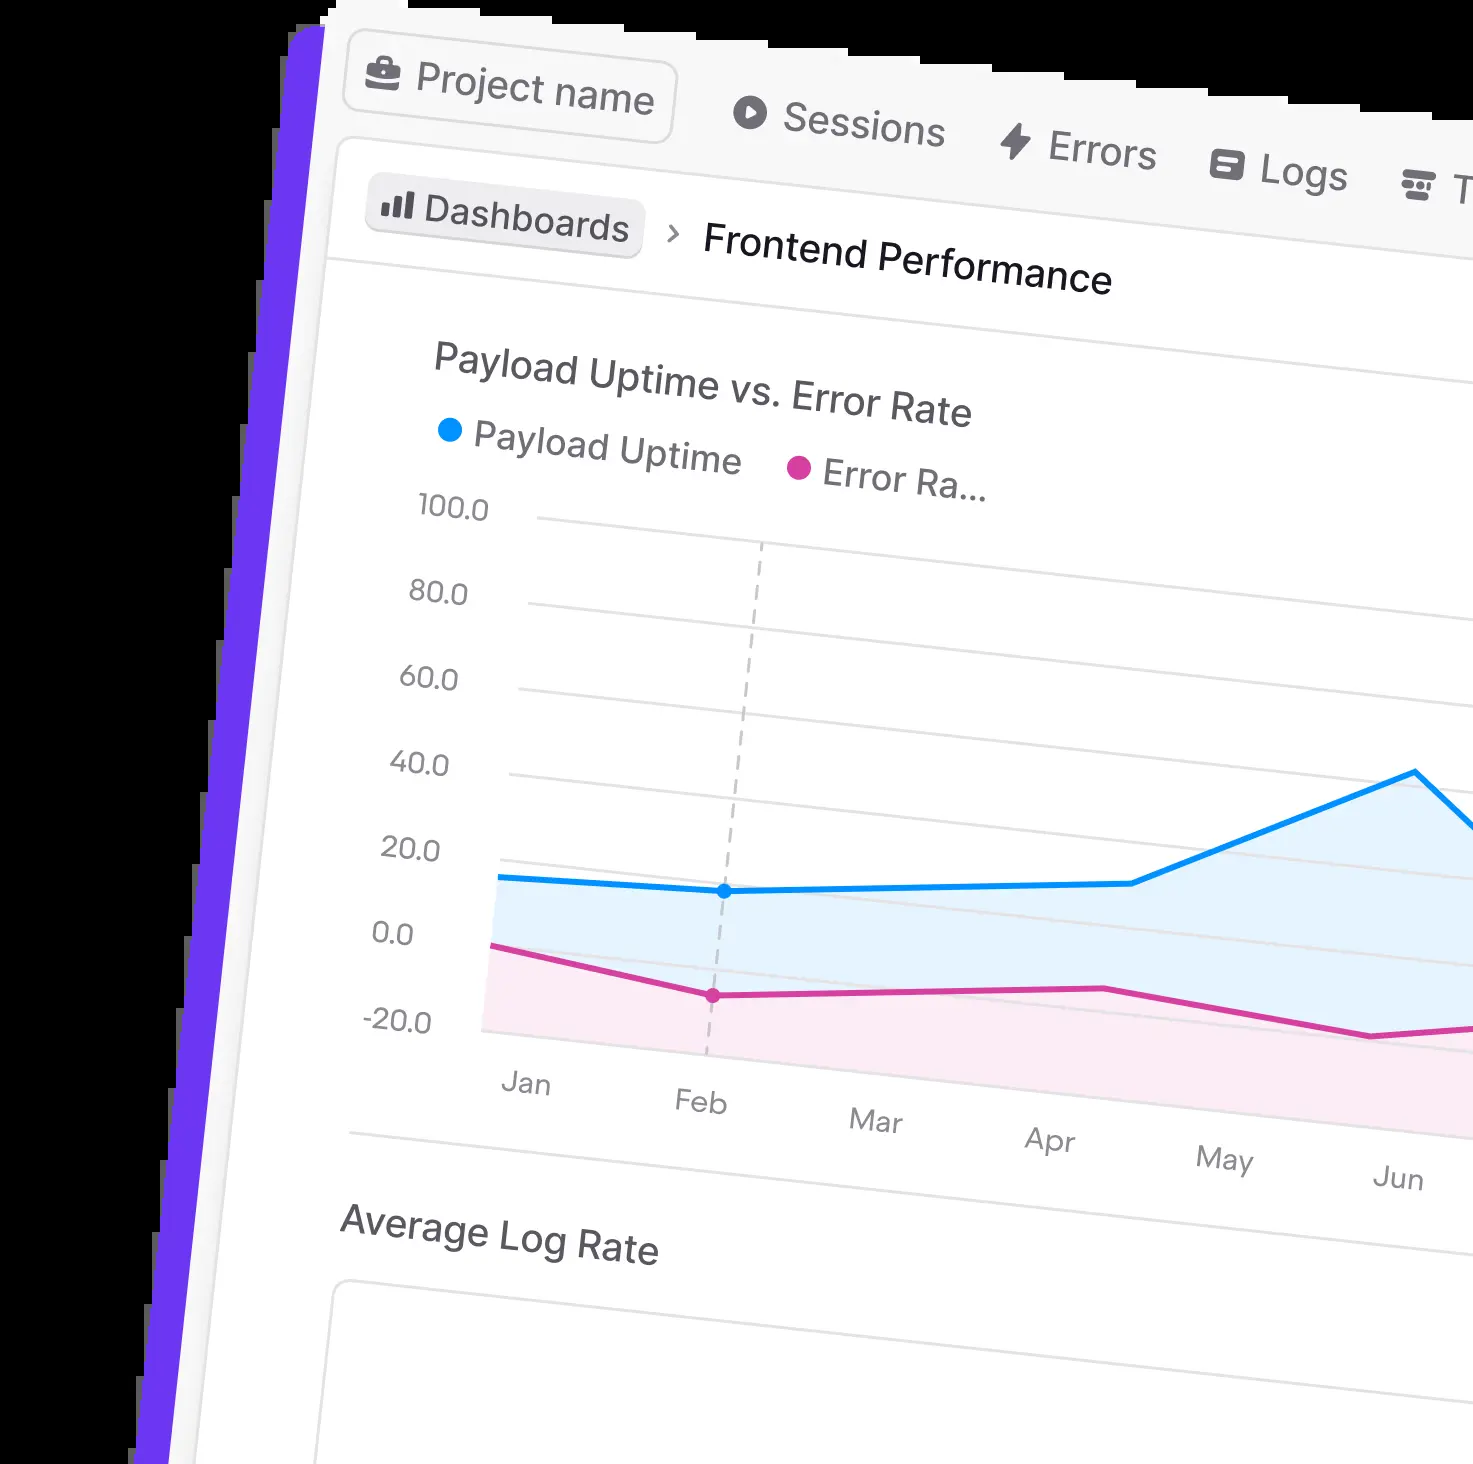 Project name
Sessions
Errors
Logs
T
Dashboards
Frontend Performance
Payload Uptime vs. Error Rate
Payload Uptime
Error Ra...
100.0
80.0
60.0
40.0
20.0
0.0
-20.0
Jan
Feb
Mar
Apr
May
Jun
Average Log Rate